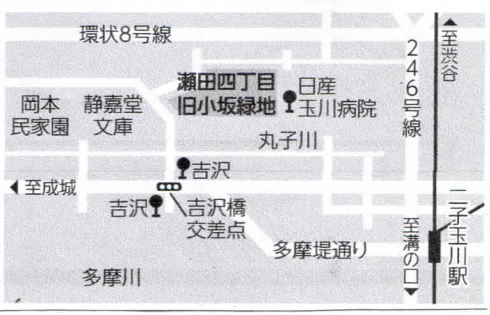 環状8号線
瀬田四丁目
旧小坂緑地
日産
玉川病院
246号線
▲至渋谷
岡本
民家園
静嘉堂
文庫
丸子川
吉沢
◀至成城
吉沢
吉沢橋
交差点
二子玉川駅
多摩堤通り
至溝の口▼
多摩川